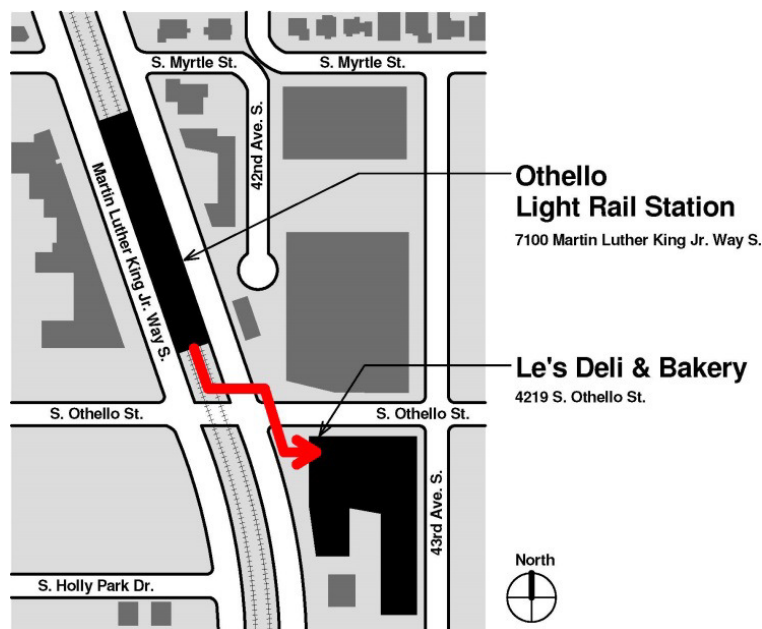 S. Myrtle St.
S. Myrtle St.
42nd Ave. S.
Martin Luther King Jr. Way S.
Othello
Light Rail Station
7100 Martin Luther King Jr. Way S.
Le's Deli & Bakery
4219 S. Othello St.
S. Othello St.
S. Othello St.
43rd Ave. S.
North
S. Holly Park Dr.